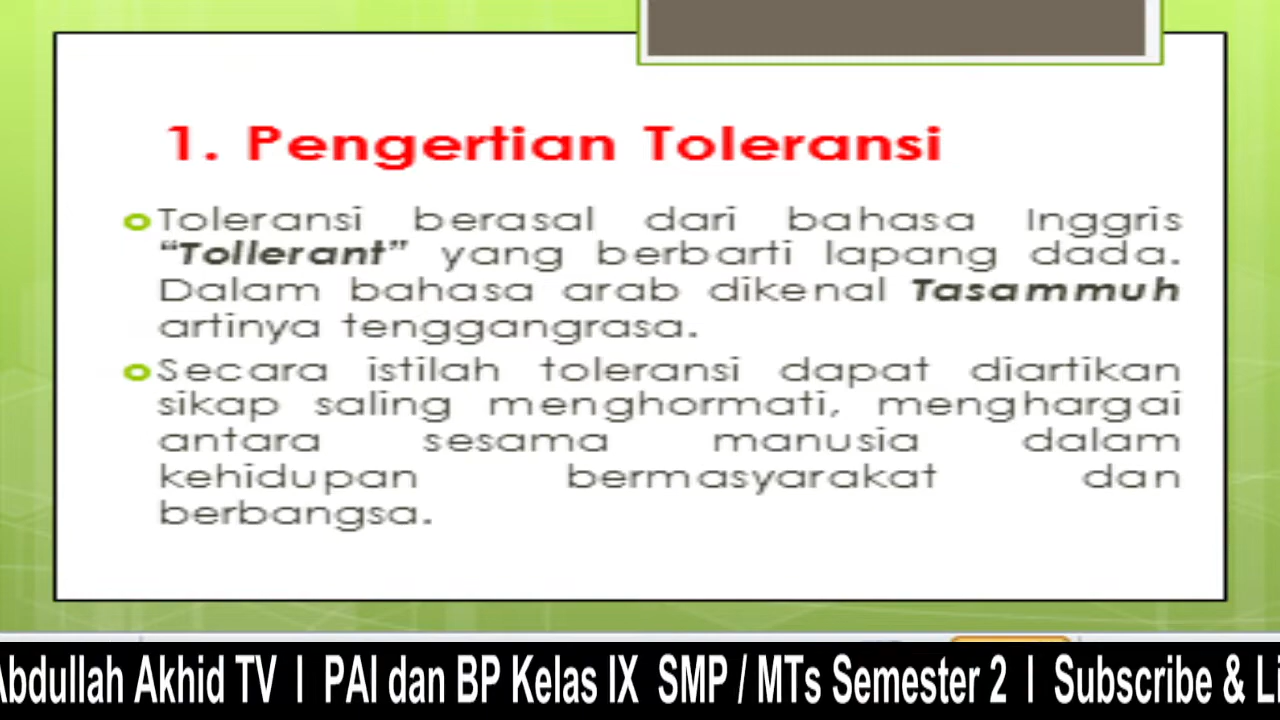 1. Pengertian Toleransi
Toleransi berasal dari bahasa Inggris
“Tollerant” yang berbarti lapang dada.
Dalam bahasa arab dikenal Tasammuh
artinya tenggangrasa.
Secara istilah toleransi dapat diartikan
sikap saling menghormati, menghargai
antara sesama manusia dalam
kehidupan bermasyarakat dan
berbangsa.
Abdullah Akhid TV I PAI dan BP Kelas IX SMP / MTs Semester 2 I Subscribe & Li